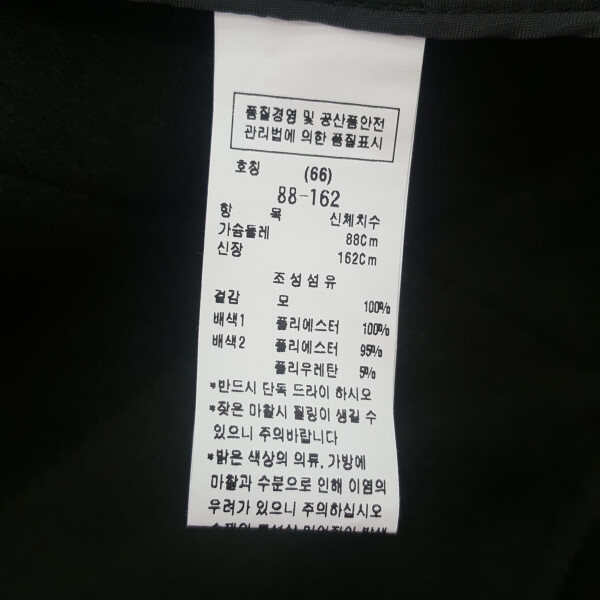 품질경영 및 공산품안전
관리법에 의한 품질표시
호칭 (66)
88-162
항 목 신체치수
가슴둘레 88Cm
신장 162Cm
조성섬유
겉감 모 100%
배색1 폴리에스터 100%
배색2 폴리에스터 95%
폴리우레탄 5%
*반드시 단독 드라이 하시오
*잦은 마찰시 필링이 생길 수
있으니 주의바랍니다
*밝은 색상의 의류, 가방에
마찰과 수분으로 인해 이염의
우려가 있으니 주의하십시오